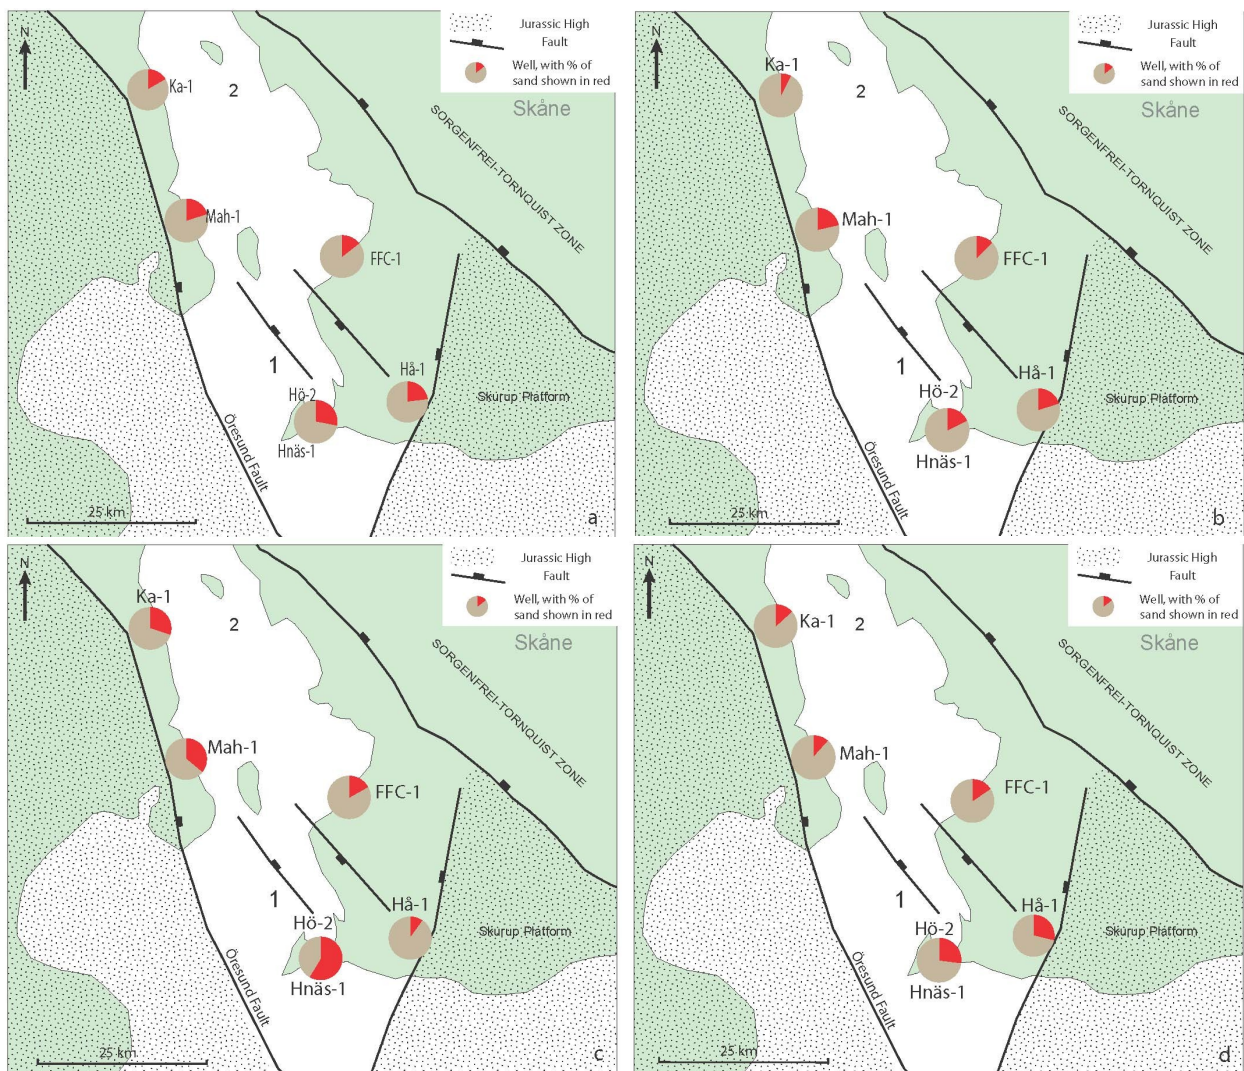 N
Jurassic High
Fault
Well, with % of
sand shown in red
Ka-1
2
Skåne
SORGENFREI-TORNQUIST ZONE
Mah-1
FFC-1
1
Hå-1
Hö-2
Skurup Platform
Hnäs-1
Öresund Fault
25 km
a
N
Jurassic High
Fault
Well, with % of
sand shown in red
Ka-1
2
Skåne
SORGENFREI-TORNQUIST ZONE
Mah-1
FFC-1
1
Hå-1
Hö-2
Skurup Platform
Hnäs-1
Öresund Fault
25 km
b
N
Jurassic High
Fault
Well, with % of
sand shown in red
Ka-1
2
Skåne
SORGENFREI-TORNQUIST ZONE
Mah-1
FFC-1
1
Hå-1
Hö-2
Skurup Platform
Hnäs-1
Öresund Fault
25 km
c
N
Jurassic High
Fault
Well, with % of
sand shown in red
Ka-1
2
Skåne
SORGENFREI-TORNQUIST ZONE
Mah-1
FFC-1
1
Hå-1
Hö-2
Skurup Platform
Hnäs-1
Öresund Fault
25 km
d